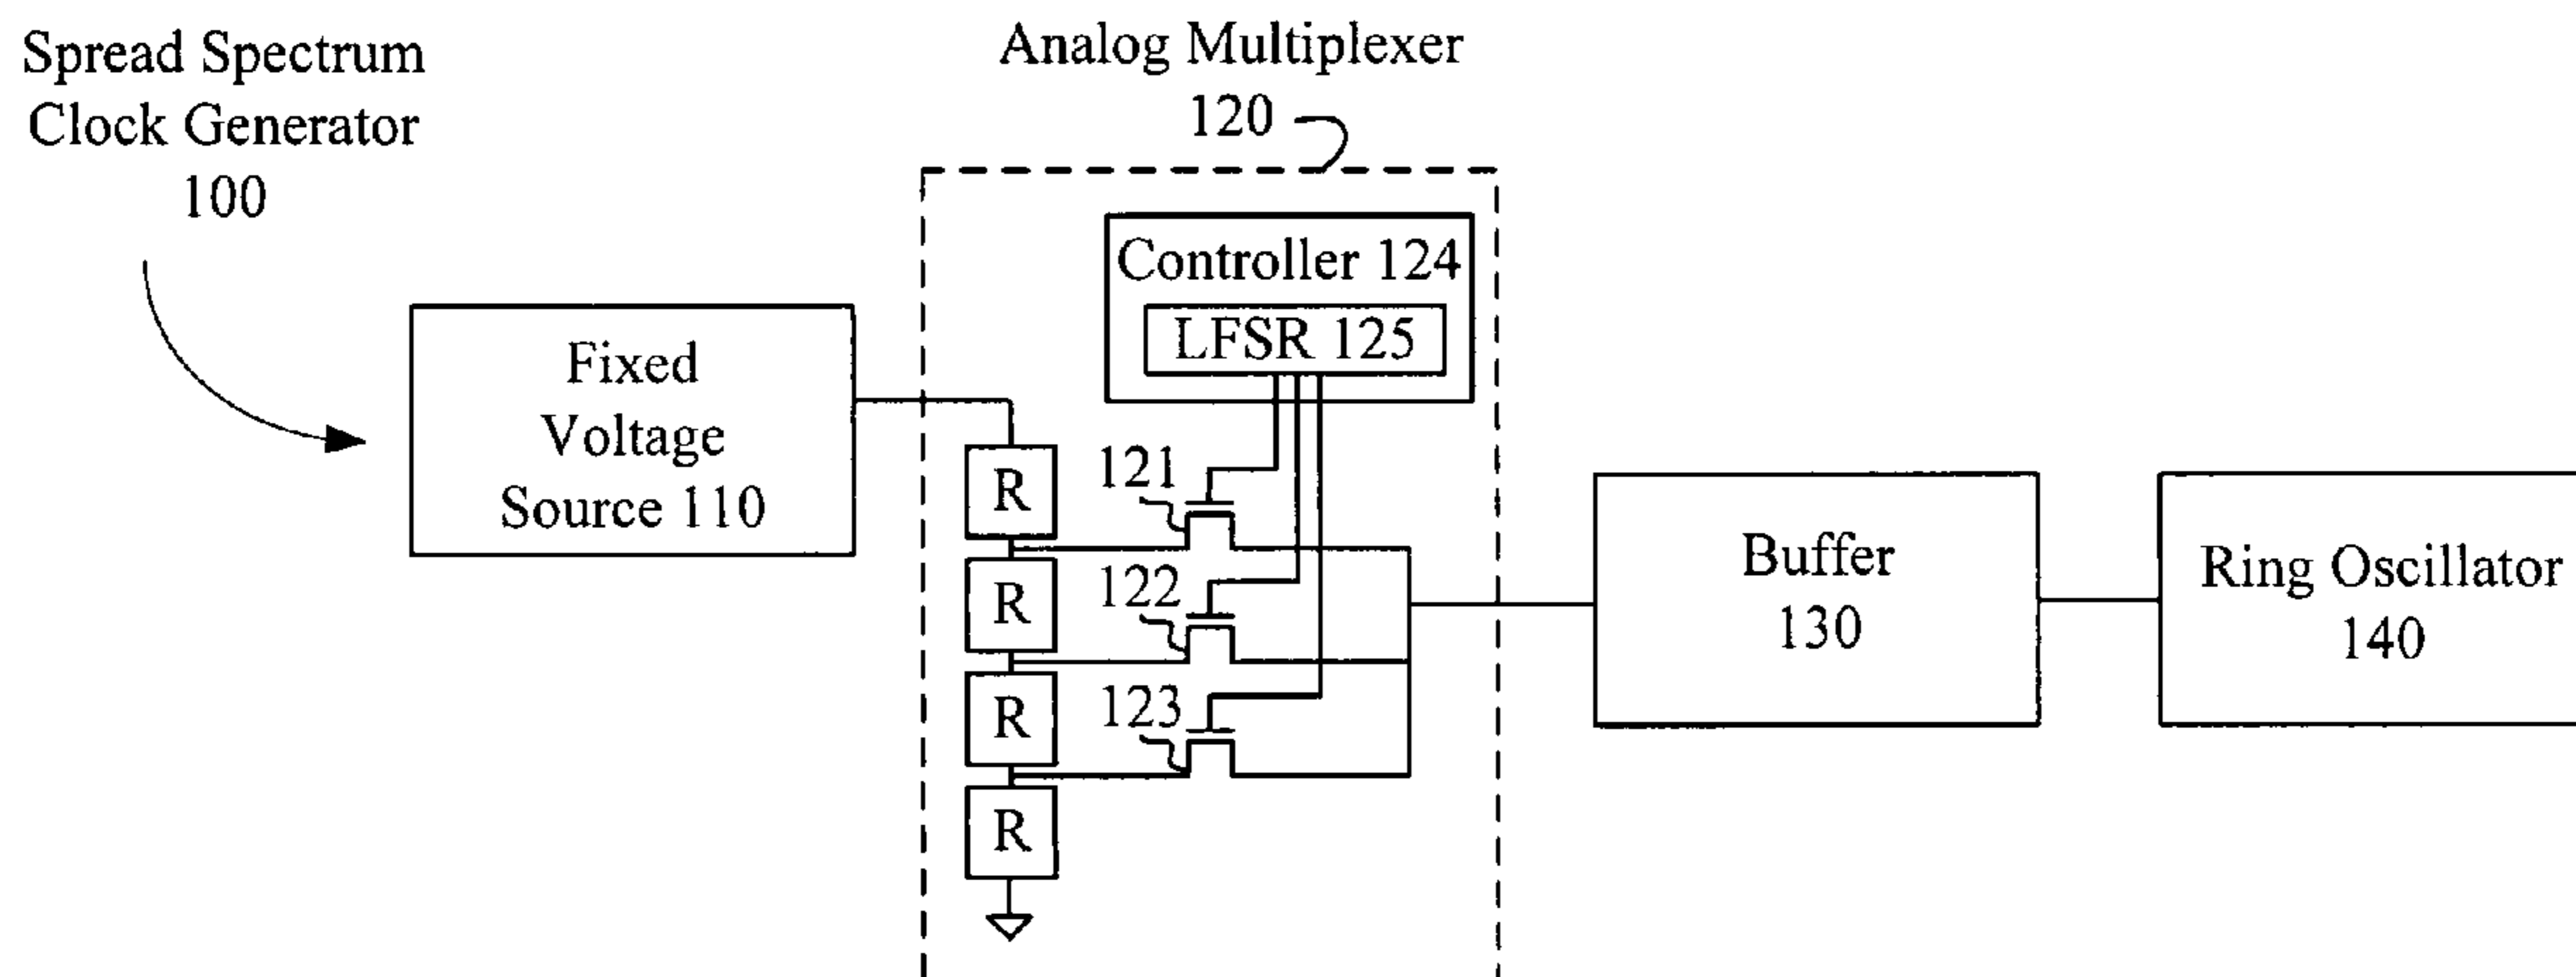 Spread Spectrum
Clock Generator
100
Analog Multiplexer
120
Controller 124
LFSR 125
Fixed
Voltage
Source 110
R
R
R
R
121
122
123
Buffer
130
Ring Oscillator
140